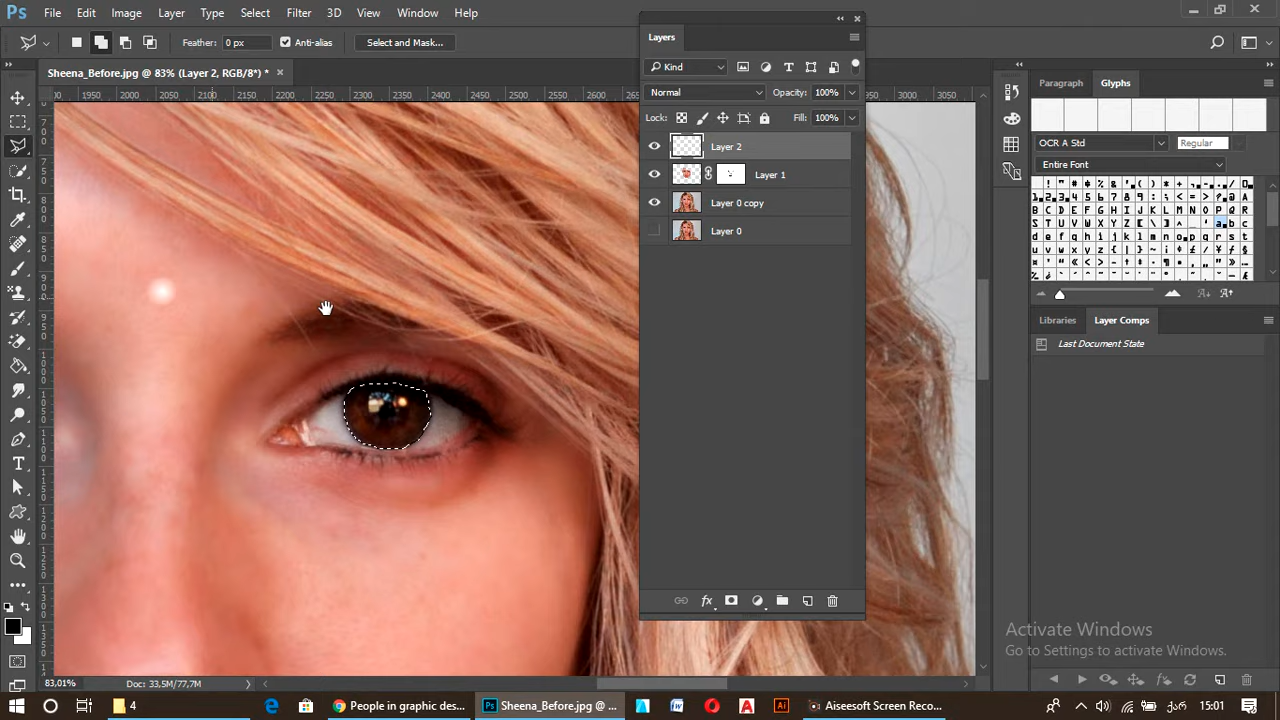 Ps File Edit Image Layer Type Select Filter 3D View Window Help
Feather: 0 px Anti-alias Select and Mask...
Sheena_Before.jpg @ 83% (Layer 2, RGB/8*) * ×
1950 2000 2050 2100 2150 2200 2250 2300 2350 2400 2450 2500 2550 2600 3000
Layers
Kind
Normal Opacity: 100%
Lock: Fill: 100%
Layer 2
Layer 1
Layer 0 copy
Layer 0
fx
Paragraph Glyphs
OCR A Std Regular
Entire Font
Libraries Layer Comps
Last Document State
Activate Windows
Go to Settings to activate Windows.
83,01% Doc: 33,5M/77,7M
4 People in graphic des... Sheena_Before.jpg @ ... Aiseesoft Screen Reco... 15:01